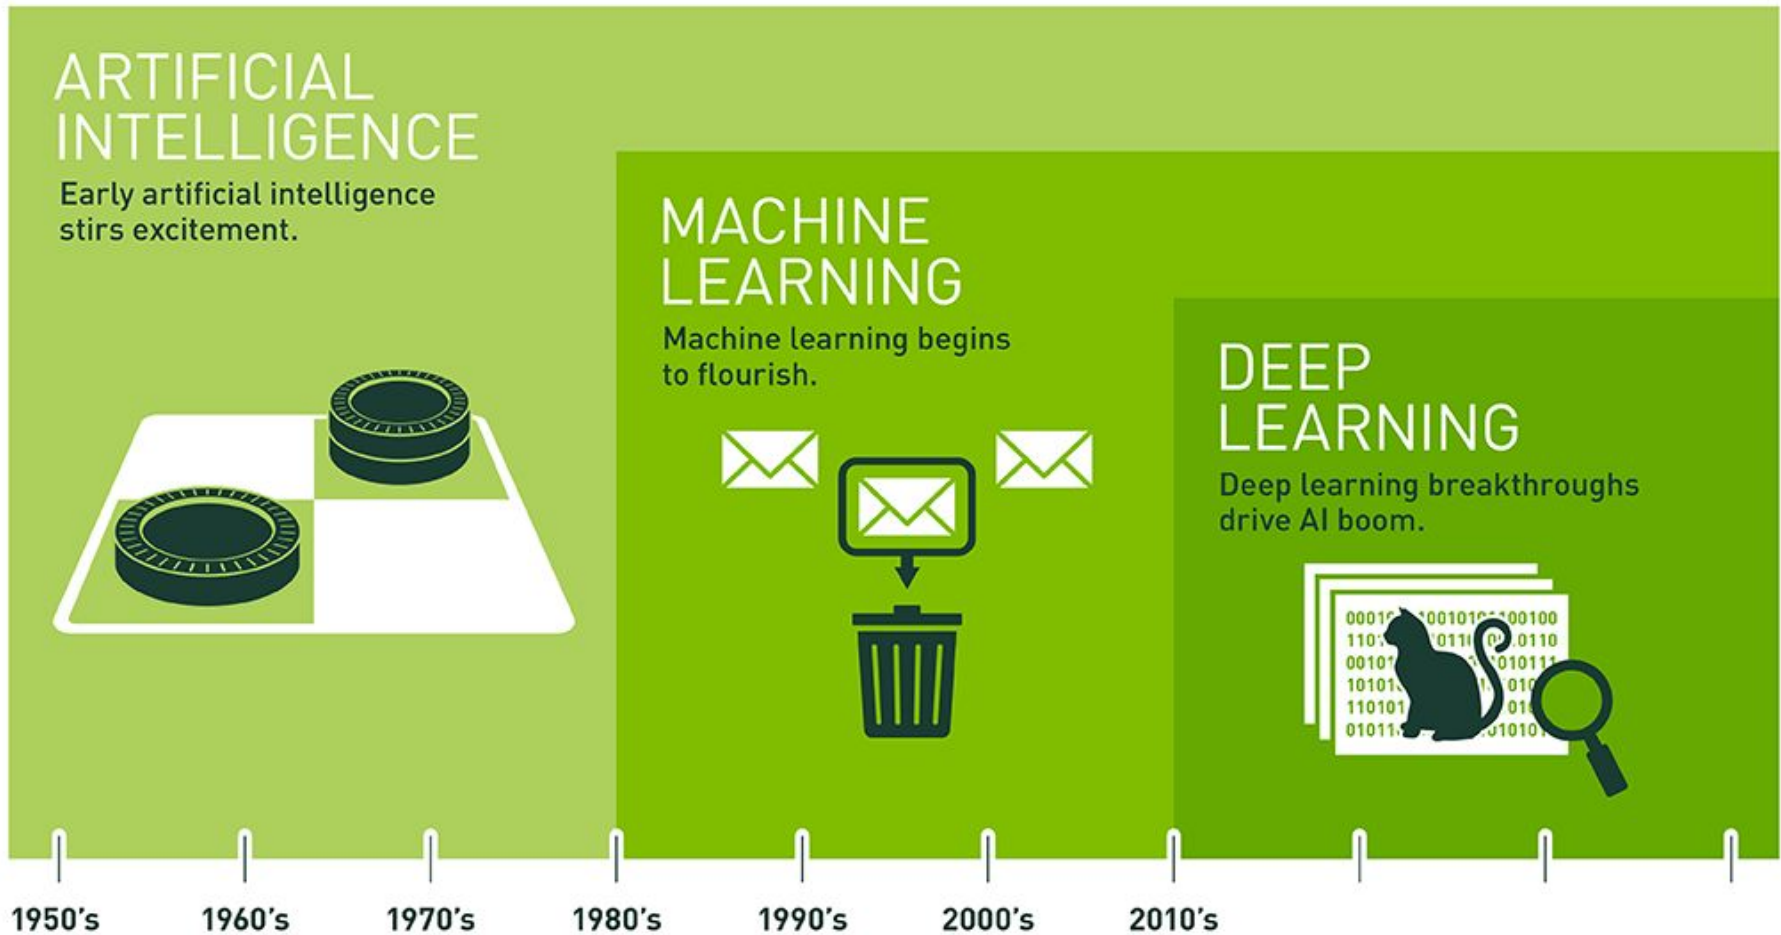 ARTIFICIAL
INTELLIGENCE
Early artificial intelligence
stirs excitement.
MACHINE
LEARNING
Machine learning begins
to flourish.
DEEP
LEARNING
Deep learning breakthroughs
drive AI boom.
1950's 1960's 1970's 1980's 1990's 2000's 2010's